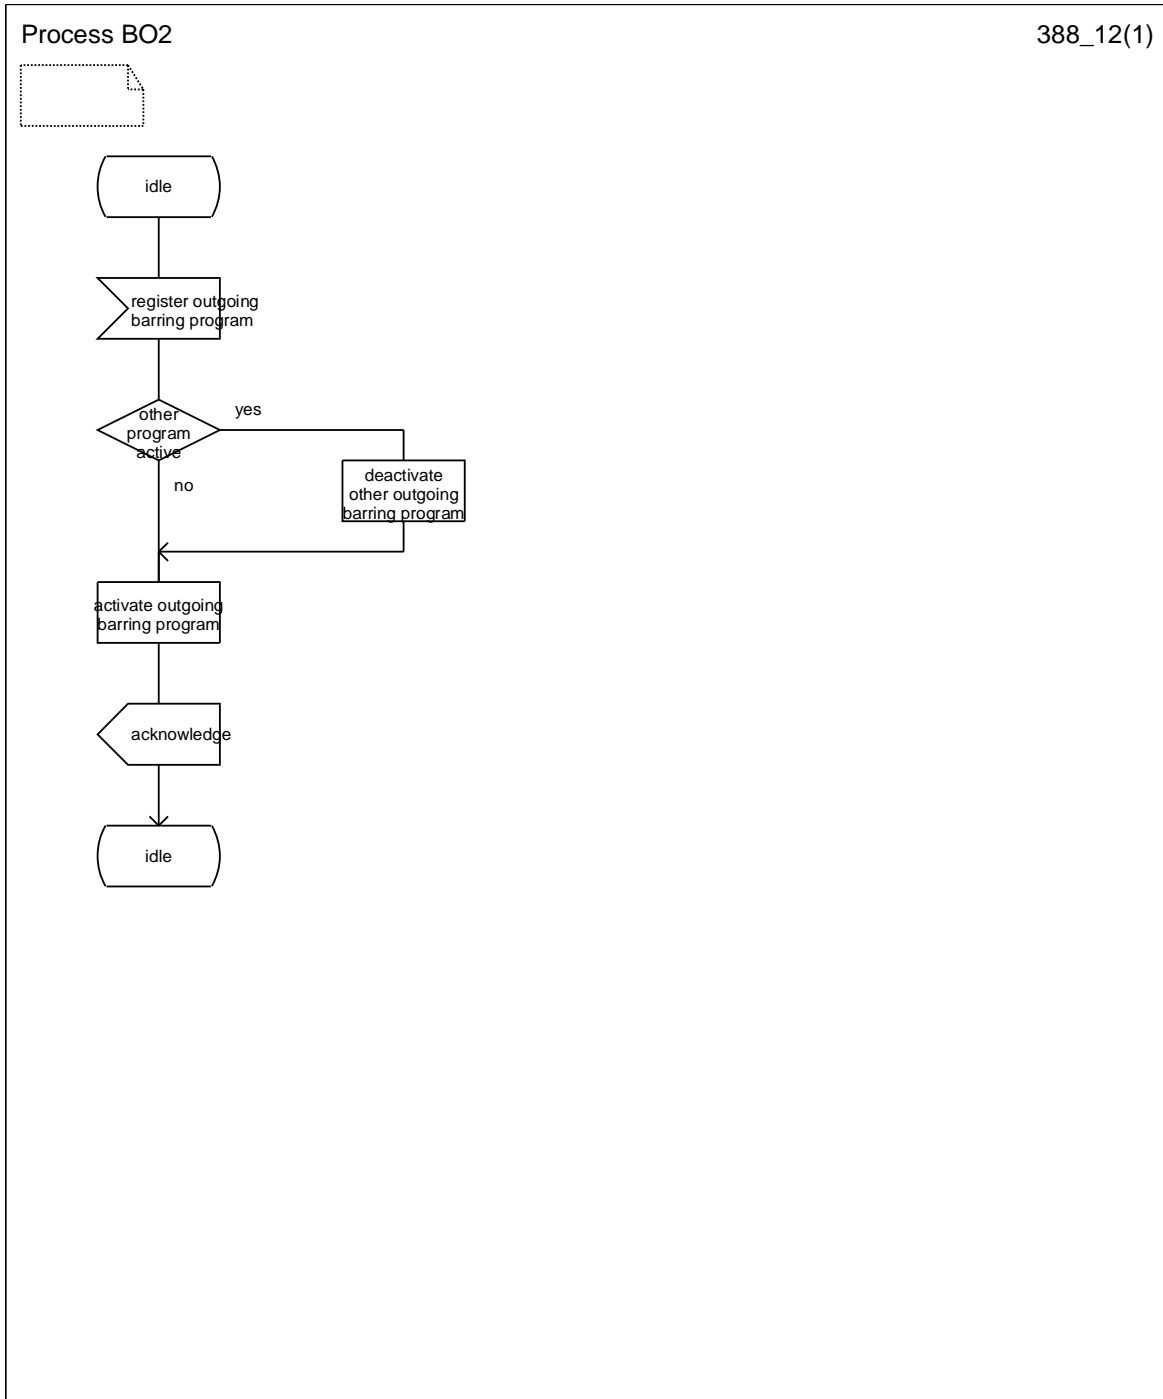 Process BO2
388_12(1)
idle
register outgoing
barring program
other
program
active
yes
no
deactivate
other outgoing
barring program
activate outgoing
barring program
acknowledge
idle